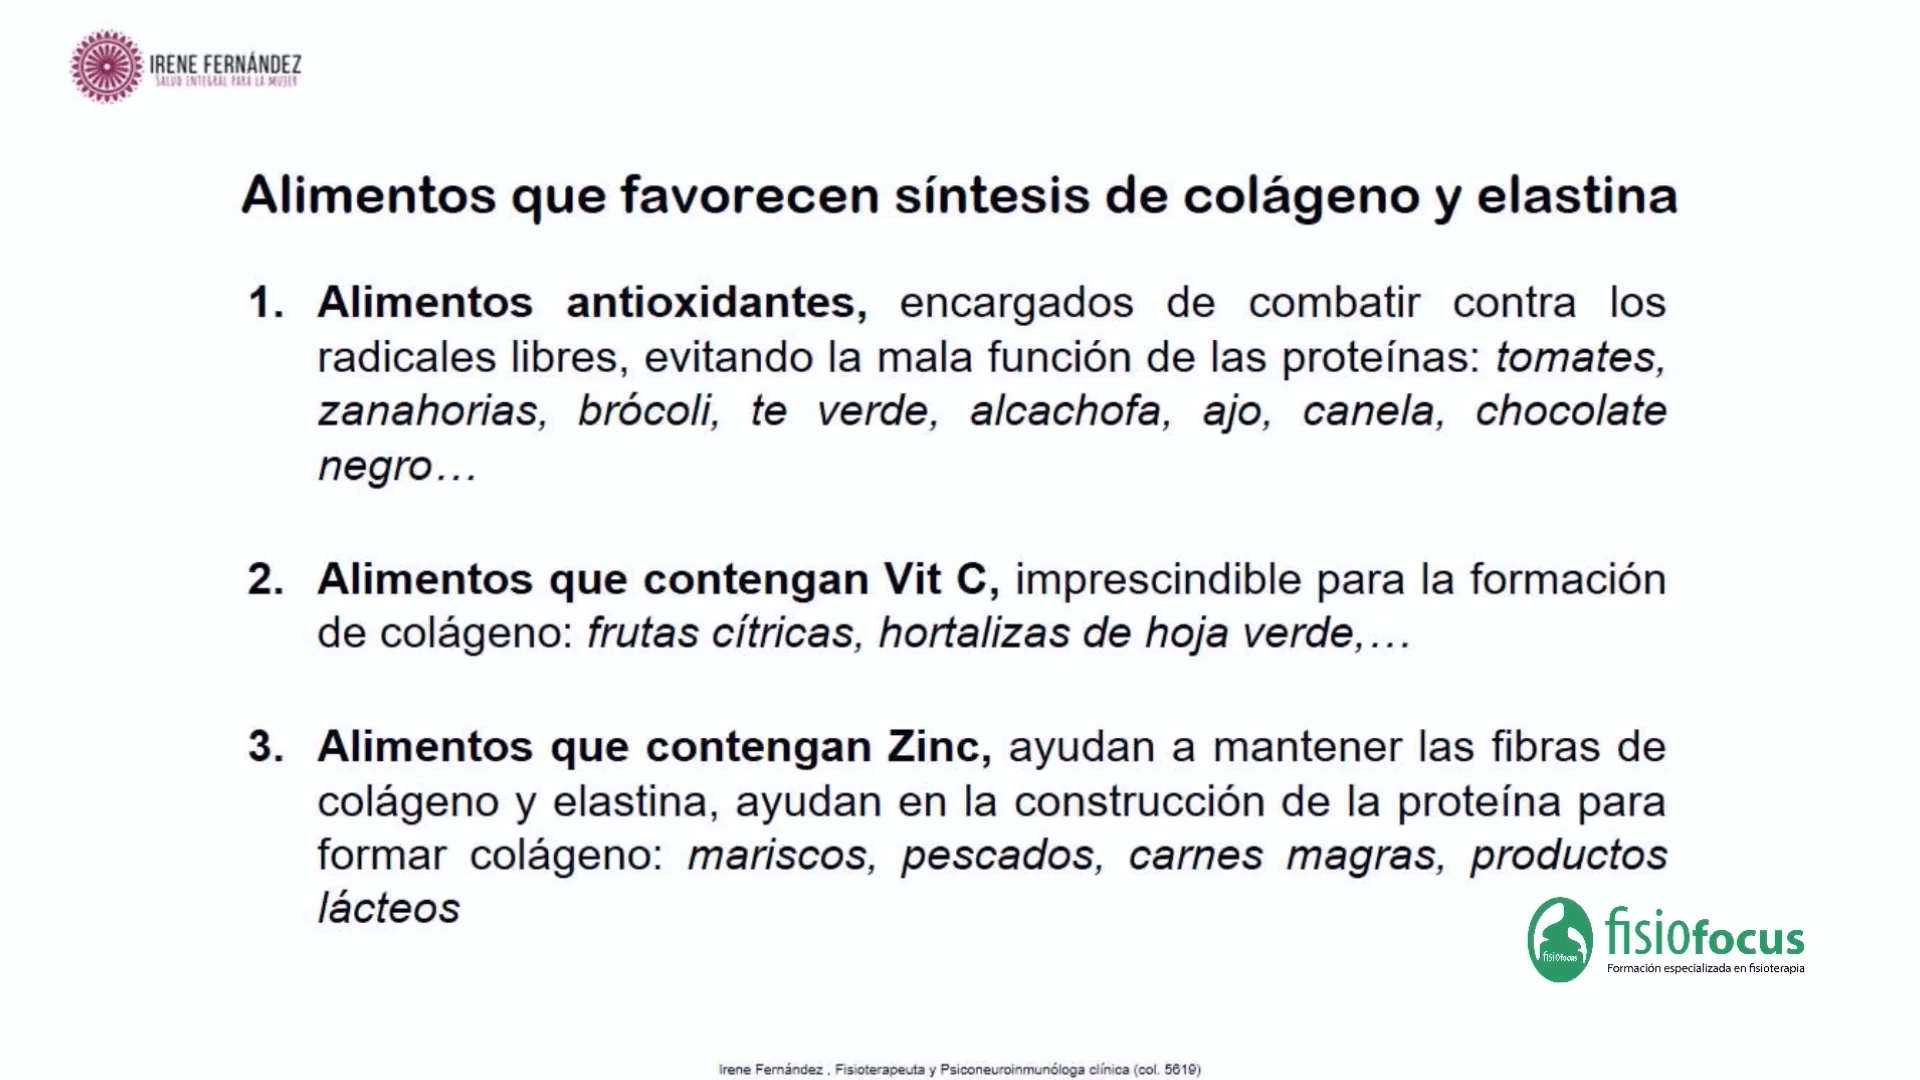 IRENE FERNÁNDEZ
SALUD INTEGRAL PARA LA MUJER
Alimentos que favorecen síntesis de colágeno y elastina
1. Alimentos antioxidantes, encargados de combatir contra los
radicales libres, evitando la mala función de las proteínas: tomates,
zanahorias, brócoli, te verde, alcachofa, ajo, canela, chocolate
negro…
2. Alimentos que contengan Vit C, imprescindible para la formación
de colágeno: frutas cítricas, hortalizas de hoja verde,…
3. Alimentos que contengan Zinc, ayudan a mantener las fibras de
colágeno y elastina, ayudan en la construcción de la proteína para
formar colágeno: mariscos, pescados, carnes magras, productos
lácteos
fisiofocus
fisiofocus
Formación especializada en fisioterapia
Irene Fernández , Fisioterapeuta y Psiconeuroinmunóloga clínica (col. 5619)